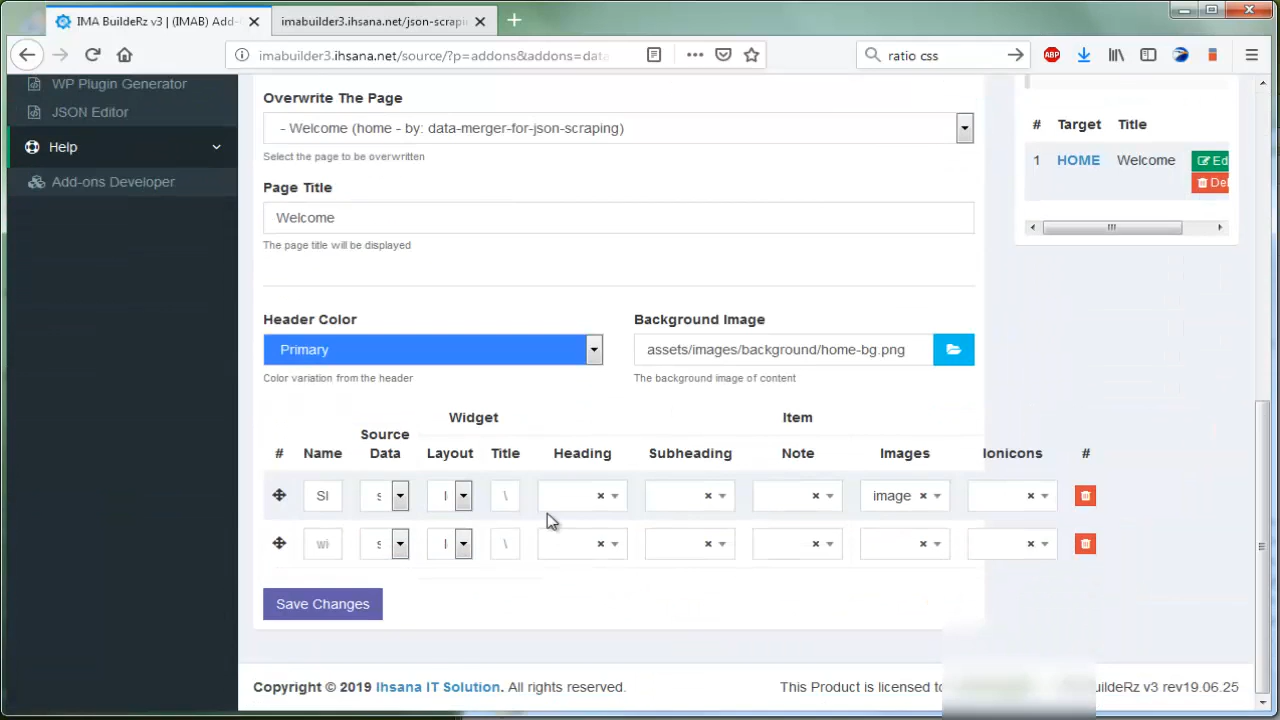 IMA BuildeRz v3 | (IMAB) Add-
imabuilder3.ihsana.net/json-scrapin
imabuilder3.ihsana.net/source/?p=addons&addons=data
ratio css
ABP
WP Plugin Generator
JSON Editor
Help
Add-ons Developer
Overwrite The Page
- Welcome (home - by: data-merger-for-json-scraping)
Select the page to be overwritten
Page Title
Welcome
The page title will be displayed
Header Color
Primary
Color variation from the header
Background Image
assets/images/background/home-bg.png
The background image of content
Widget
Item
# Name Source Data Layout Title Heading Subheading Note Images Ionicons #
Sl s l \ × × × image × ×
wi s l \ × × × × ×
Save Changes
# Target Title
1 HOME Welcome Ed
Del
Copyright © 2019 Ihsana IT Solution. All rights reserved.
This Product is licensed to
uildeRz v3 rev19.06.25